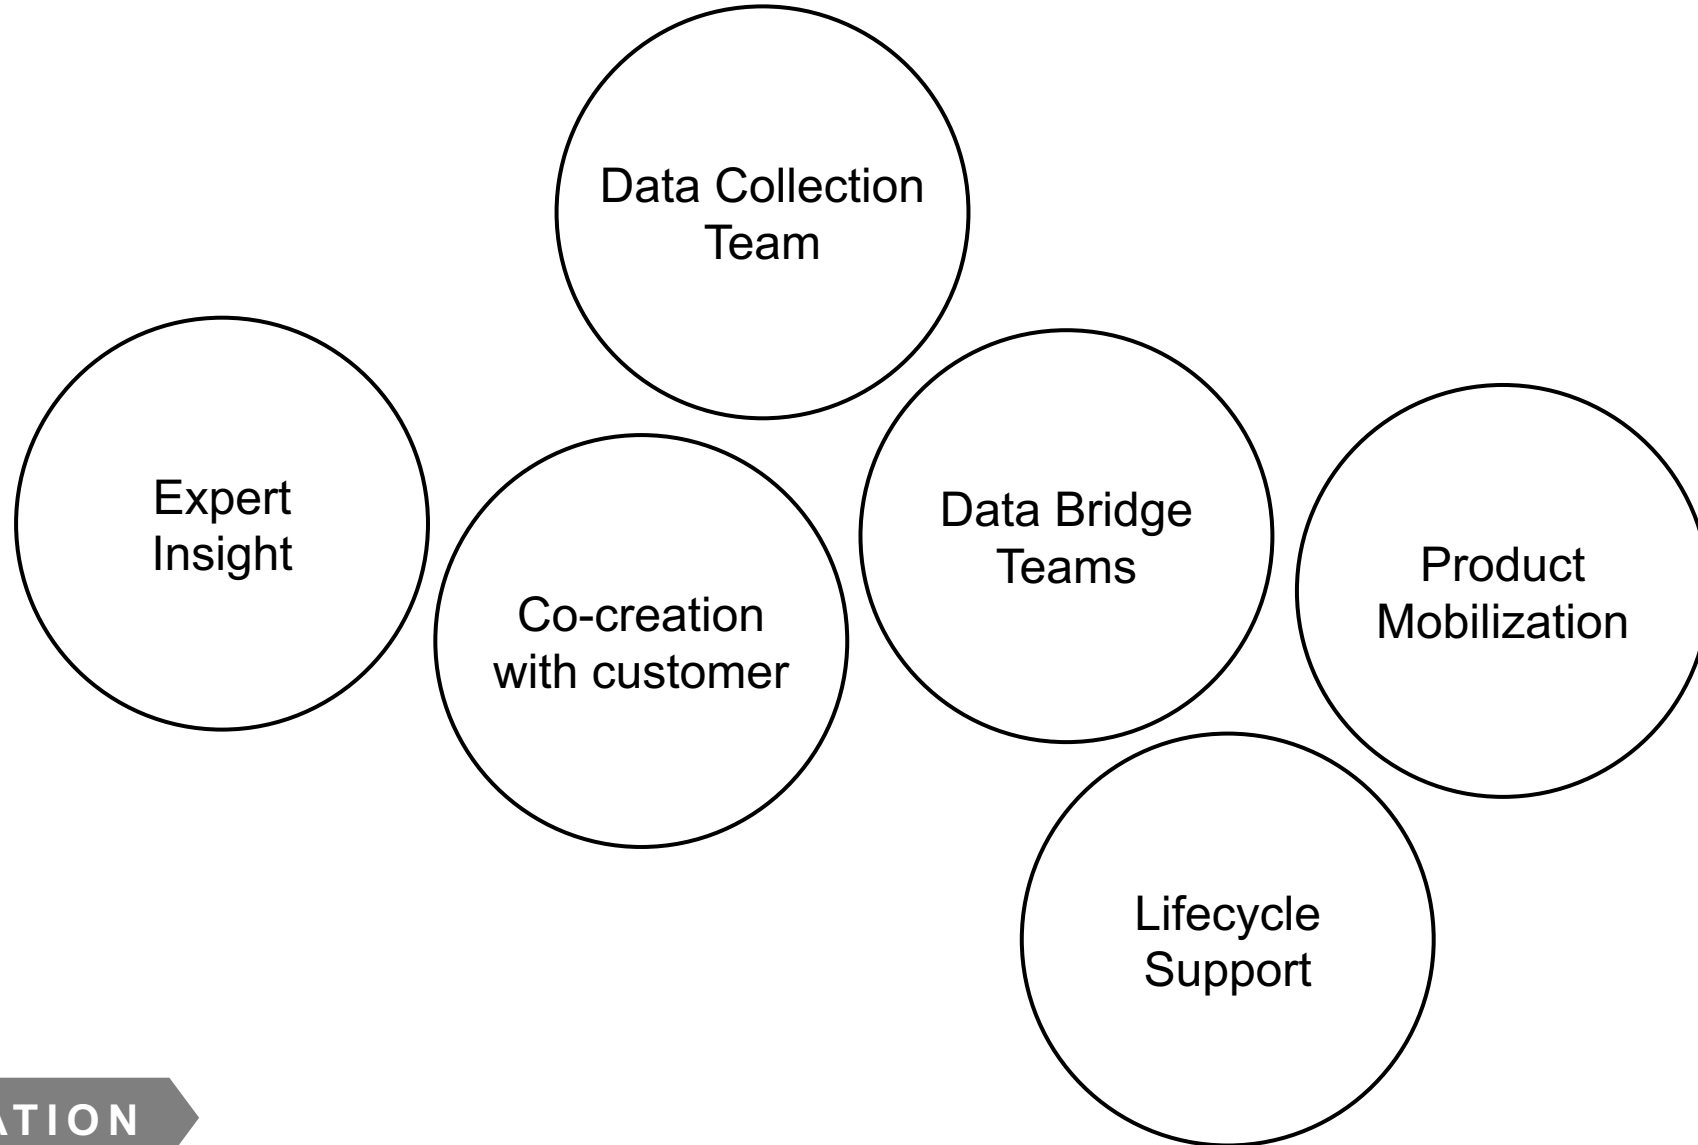 Data Collection
Team
Expert
Insight
Co-creation
with customer
Data Bridge
Teams
Product
Mobilization
Lifecycle
Support
ATION